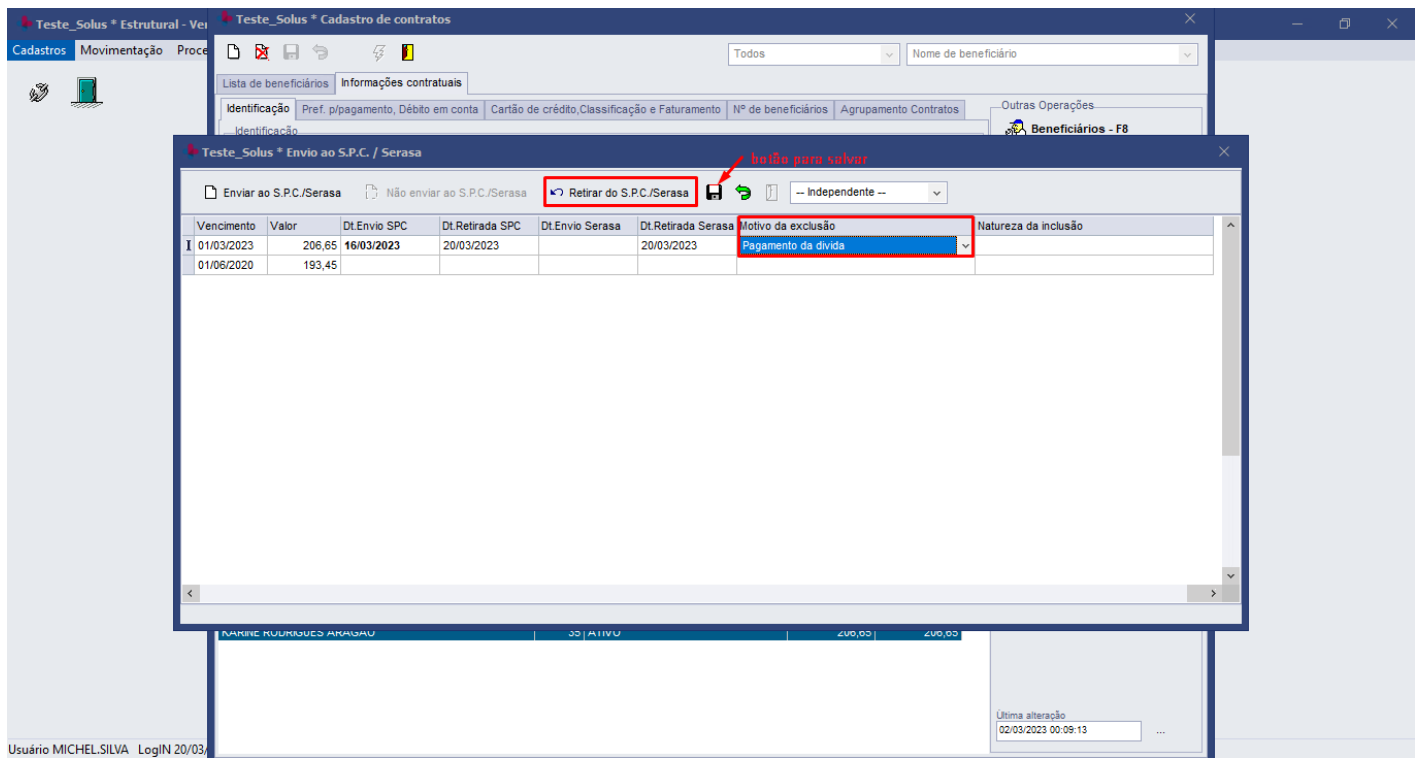 Teste_Solus * Estrutural - Ver
Teste_Solus * Cadastro de contratos
Cadastros Movimentação Proce
Todos
Nome de beneficiário
Lista de beneficiários Informações contratuais
Identificação Pref. p/pagamento, Débito em conta Cartão de crédito,Classificação e Faturamento Nº de beneficiários Agrupamento Contratos
Outras Operações
Identificação
Beneficiários - F8
Teste_Solus * Envio ao S.P.C. / Serasa
botão para salvar
Enviar ao S.P.C./Serasa Não enviar ao S.P.C./Serasa Retirar do S.P.C./Serasa -- Independente --
Vencimento Valor Dt.Envio SPC Dt.Retirada SPC Dt.Envio Serasa Dt.Retirada Serasa Motivo da exclusão Natureza da inclusão
01/03/2023 206,65 16/03/2023 20/03/2023 20/03/2023 Pagamento da divida
01/06/2020 193,45
KARINE RODRIGUES ARAGAO 35 ATIVO 206,65 206,65
Última alteração
02/03/2023 00:09:13 ...
Usuário MICHEL.SILVA LogIN 20/03/